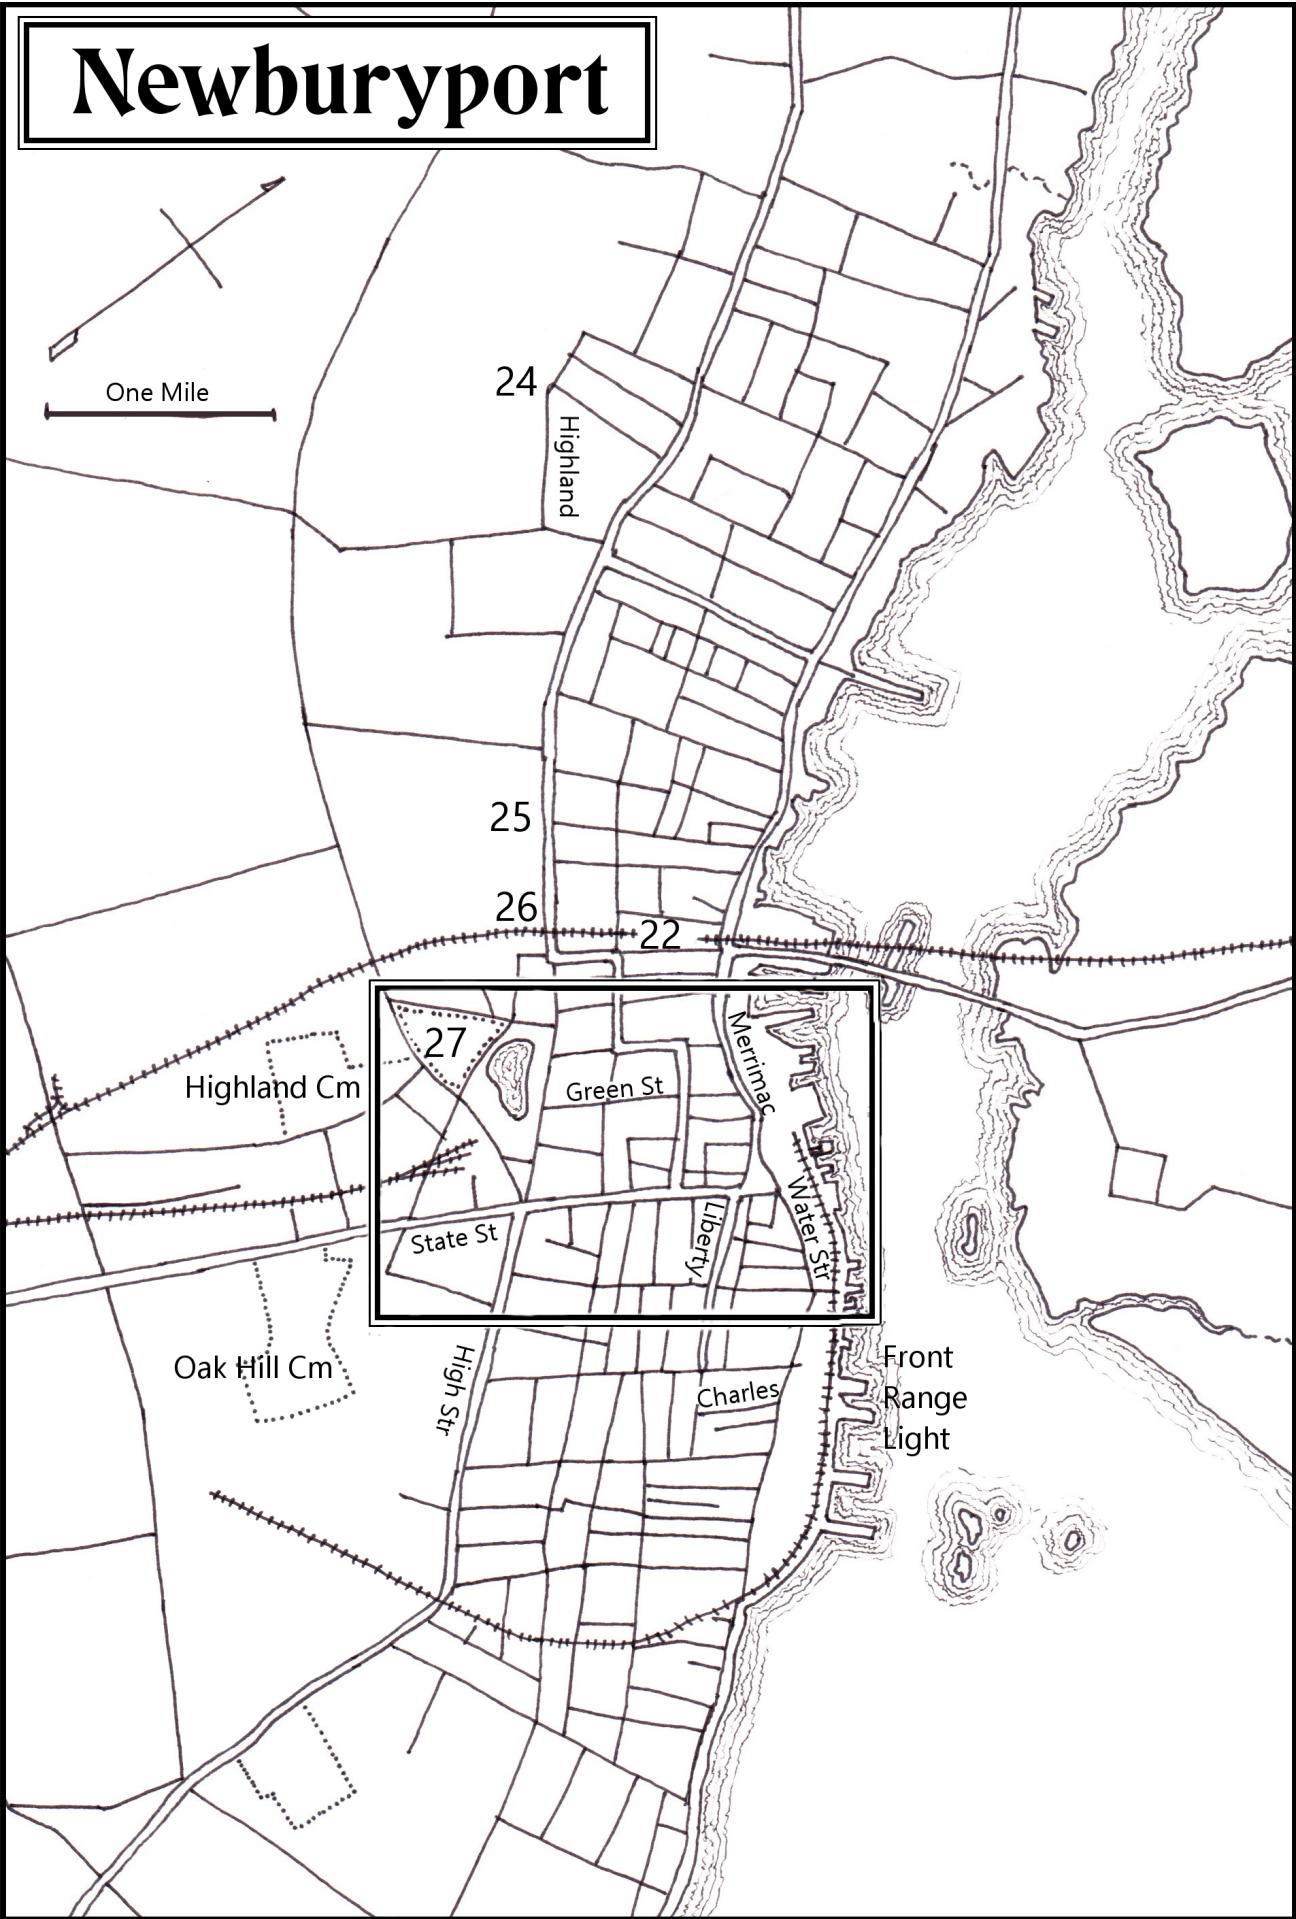 Newburyport
One Mile
24
Highland
25
26
22
27
Merrimac
Highland Cm
Green St
State St
Liberty
Water Str
Oak Hill Cm
High Str
Charles
Front
Range
Light